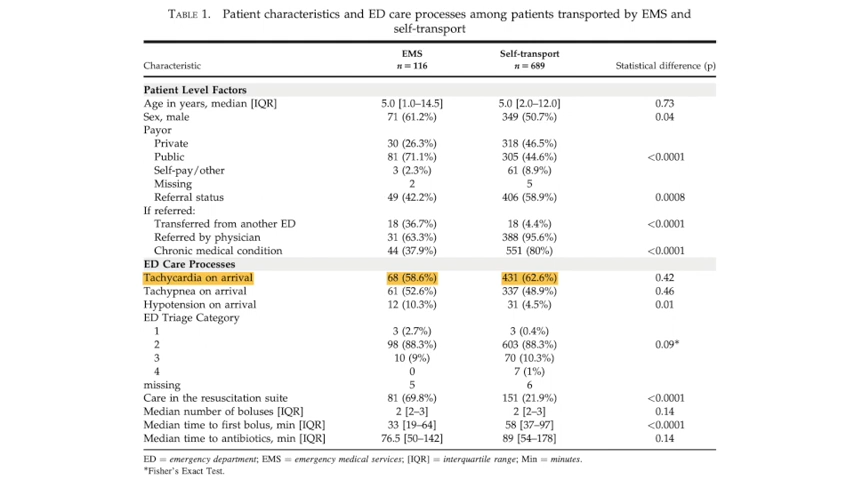 TABLE 1. Patient characteristics and ED care processes among patients transported by EMS and
self-transport
EMS Self-transport
Characteristic n = 116 n = 689 Statistical difference (p)
Patient Level Factors
Age in years, median [IQR] 5.0 [1.0–14.5] 5.0 [2.0–12.0] 0.73
Sex, male 71 (61.2%) 349 (50.7%) 0.04
Payor
Private 30 (26.3%) 318 (46.5%)
Public 81 (71.1%) 305 (44.6%) <0.0001
Self-pay/other 3 (2.3%) 61 (8.9%)
Missing 2 5
Referral status 49 (42.2%) 406 (58.9%) 0.0008
If referred:
Transferred from another ED 18 (36.7%) 18 (4.4%) <0.0001
Referred by physician 31 (63.3%) 388 (95.6%)
Chronic medical condition 44 (37.9%) 551 (80%) <0.0001
ED Care Processes
Tachycardia on arrival 68 (58.6%) 431 (62.6%) 0.42
Tachypnea on arrival 61 (52.6%) 337 (48.9%) 0.46
Hypotension on arrival 12 (10.3%) 31 (4.5%) 0.01
ED Triage Category
1 3 (2.7%) 3 (0.4%)
2 98 (88.3%) 603 (88.3%) 0.09*
3 10 (9%) 70 (10.3%)
4 0 7 (1%)
missing 5 6
Care in the resuscitation suite 81 (69.8%) 151 (21.9%) <0.0001
Median number of boluses [IQR] 2 [2–3] 2 [2–3] 0.14
Median time to first bolus, min [IQR] 33 [19–64] 58 [37–97] <0.0001
Median time to antibiotics, min [IQR] 76.5 [50–142] 89 [54–178] 0.14
ED = emergency department; EMS = emergency medical services; [IQR] = interquartile range; Min = minutes.
*Fisher's Exact Test.